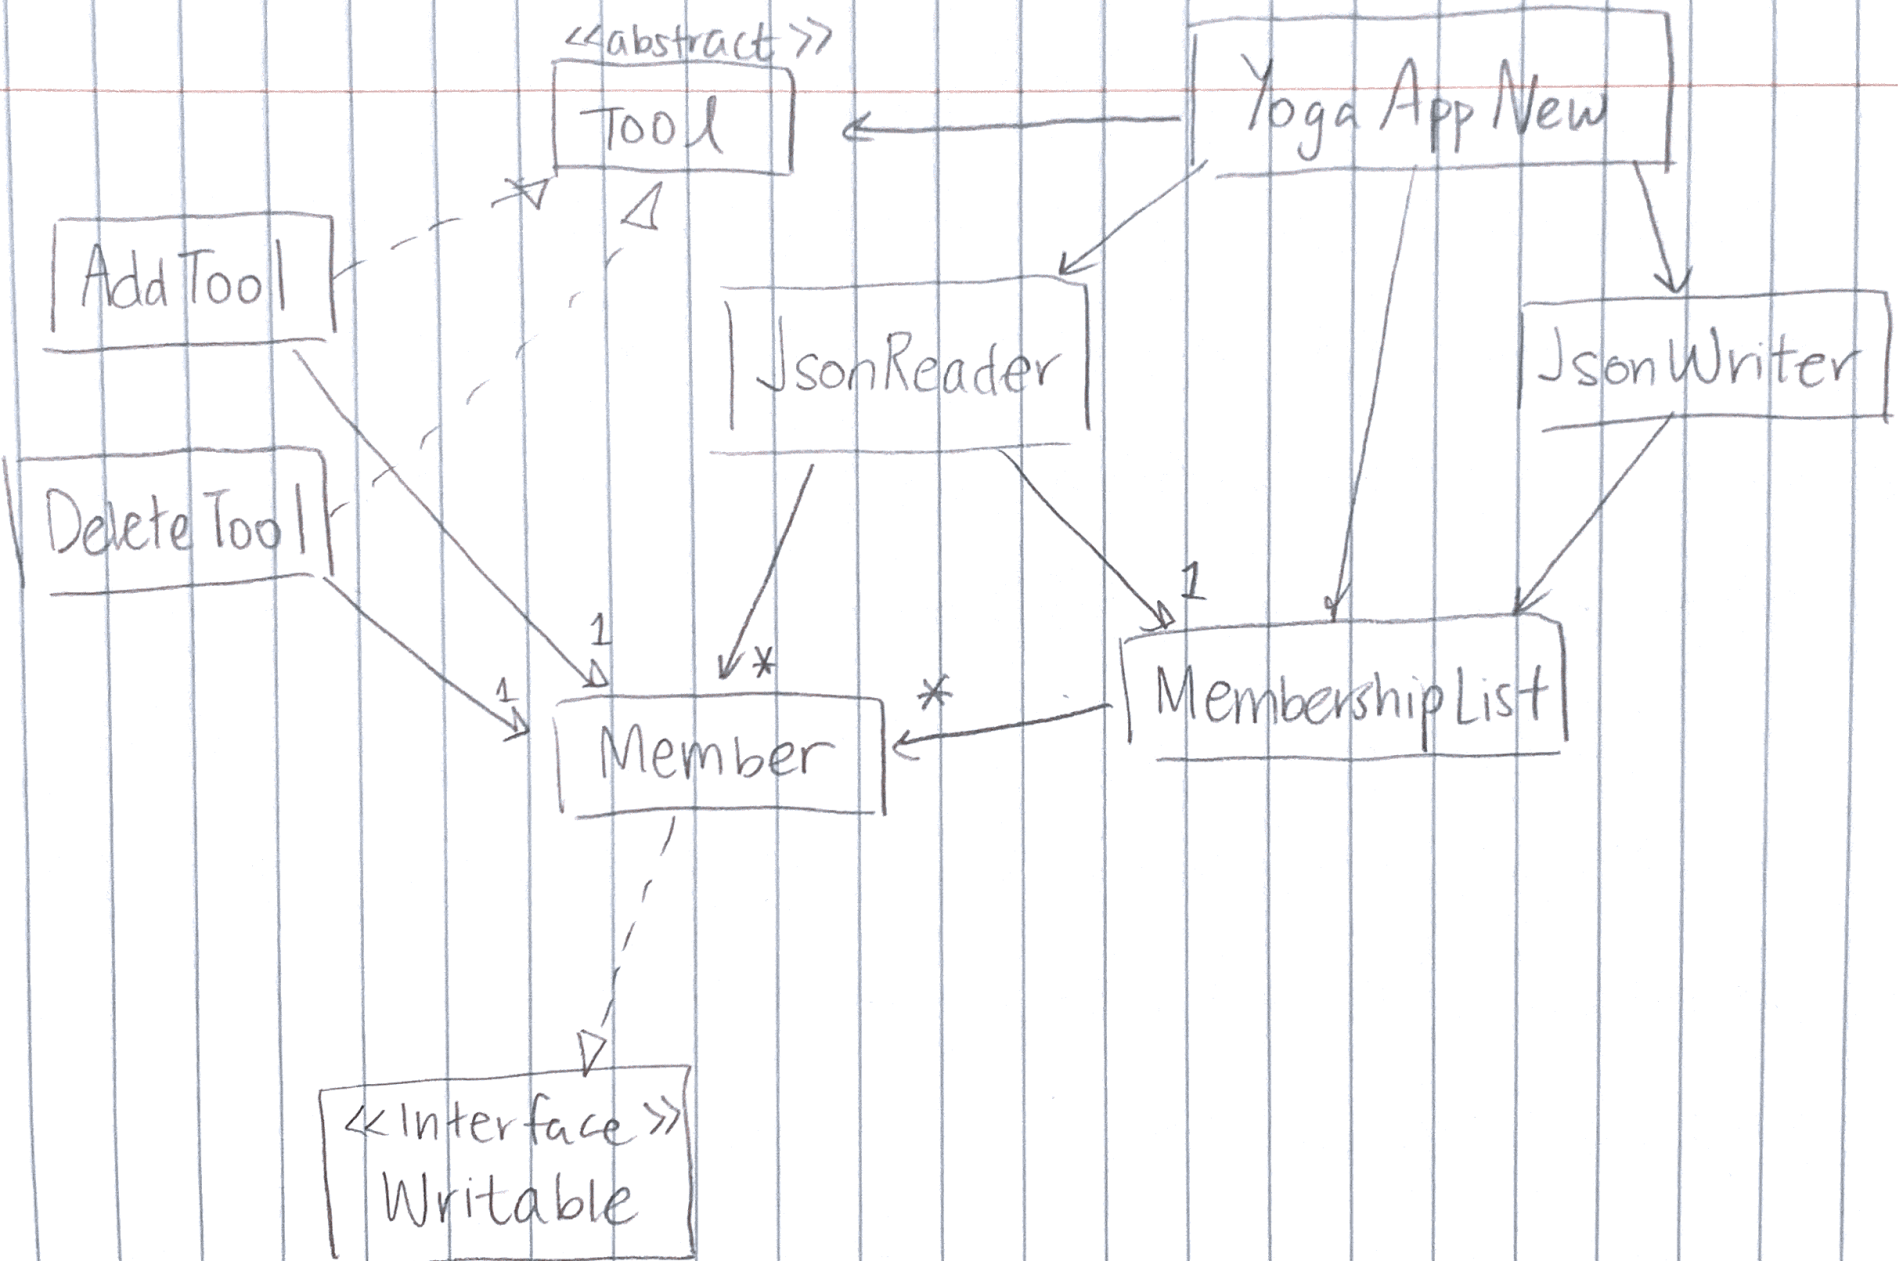 <<abstract>>
Tool
Yoga App New
AddTool
JsonReader
JsonWriter
DeleteTool
1
1
1
*
*
Member
MembershipList
<<Interface>>
Writable